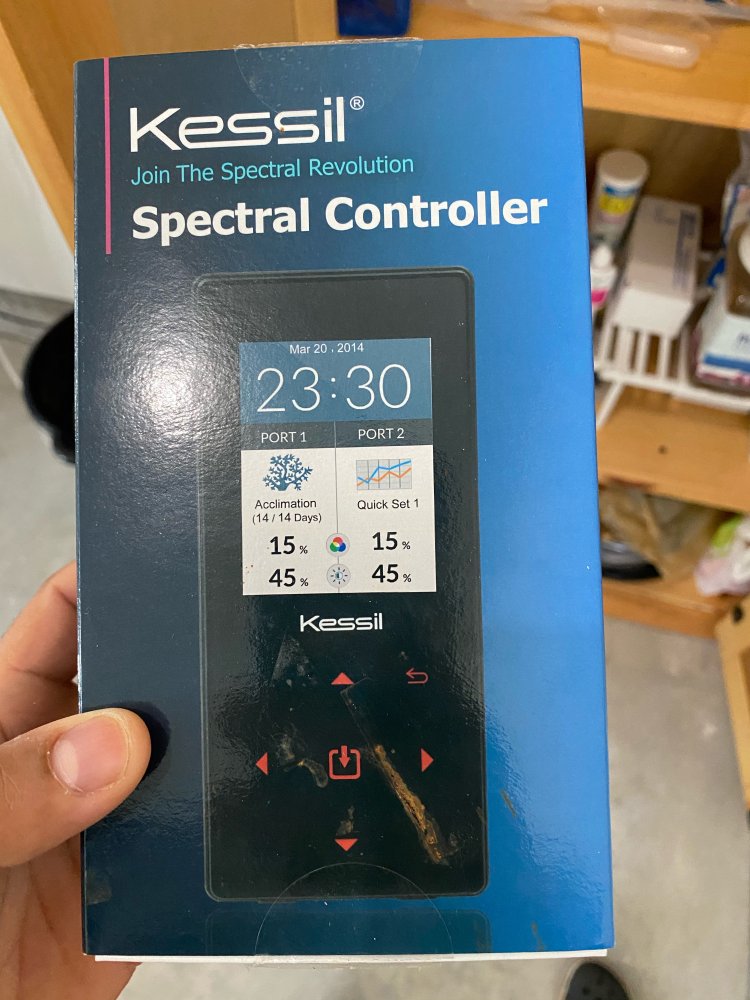 Kessil®
Join The Spectral Revolution
Spectral Controller
Mar 20 , 2014
23:30
PORT 1 PORT 2
Acclimation
(14 / 14 Days)
Quick Set 1
15 % 15 %
45 % 45 %
Kessil